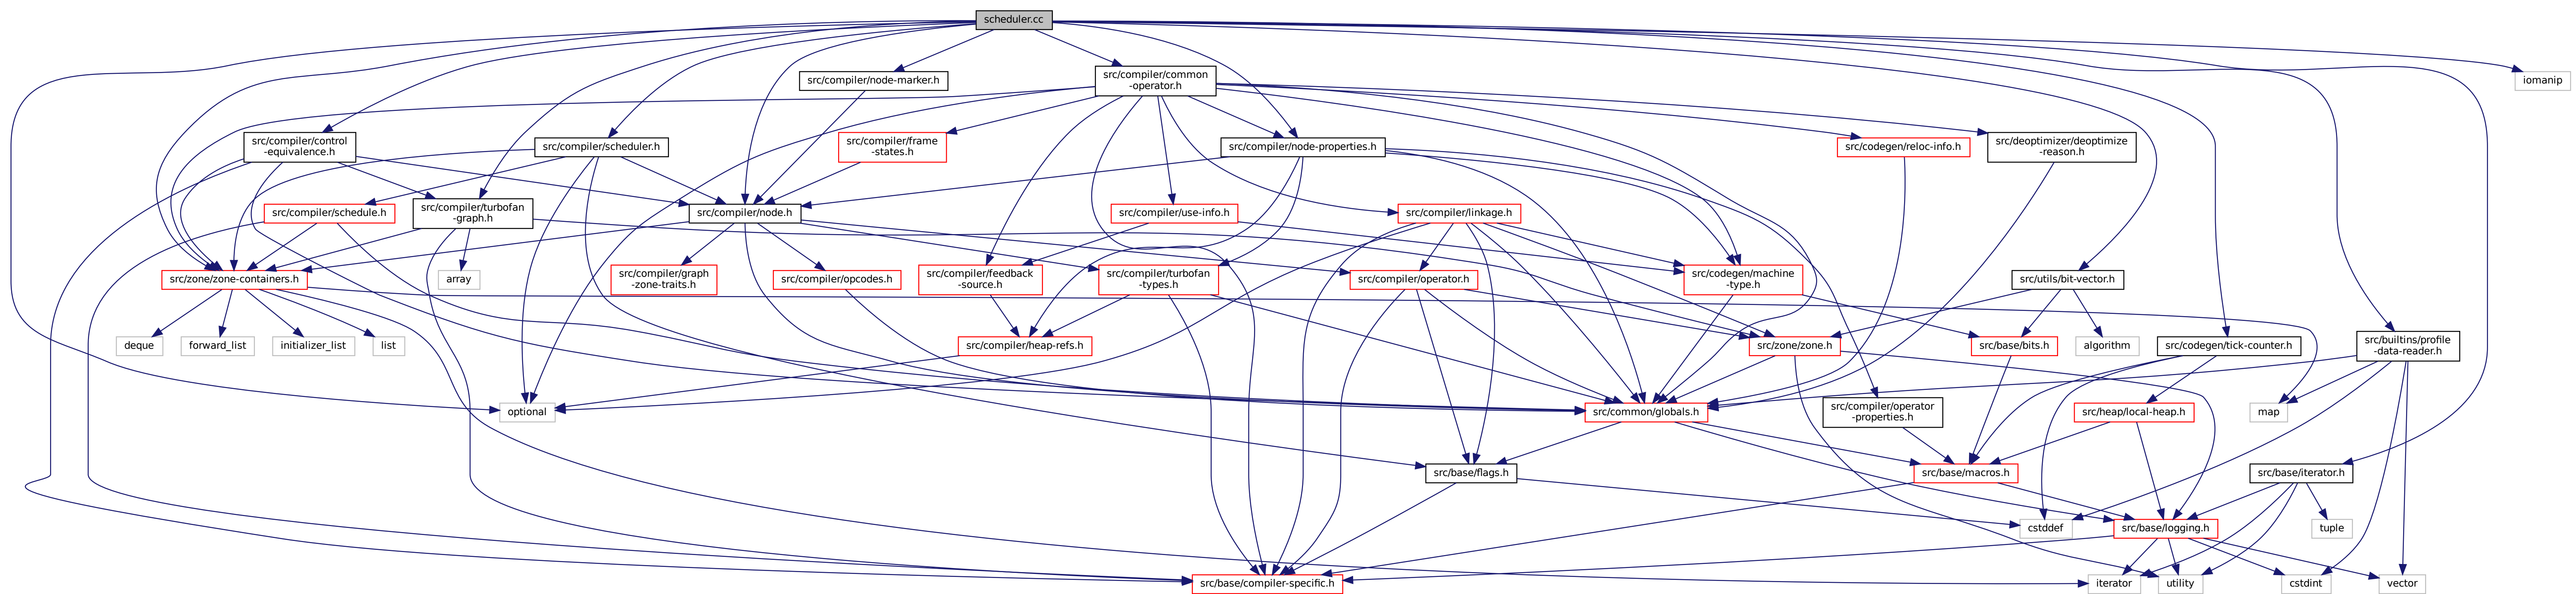 scheduler.cc
iomanip
src/compiler/node-marker.h
src/compiler/common
-operator.h
src/compiler/control
-equivalence.h
src/compiler/scheduler.h
src/compiler/frame
-states.h
src/compiler/node-properties.h
src/codegen/reloc-info.h
src/deoptimizer/deoptimize
-reason.h
src/compiler/schedule.h
src/compiler/turbofan
-graph.h
src/compiler/node.h
src/compiler/use-info.h
src/compiler/linkage.h
src/zone/zone-containers.h
array
src/compiler/graph
-zone-traits.h
src/compiler/opcodes.h
src/compiler/feedback
-source.h
src/compiler/turbofan
-types.h
src/compiler/operator.h
src/codegen/machine
-type.h
src/utils/bit-vector.h
deque
forward_list
initializer_list
list
src/compiler/heap-refs.h
src/zone/zone.h
src/base/bits.h
algorithm
src/codegen/tick-counter.h
src/builtins/profile
-data-reader.h
optional
src/common/globals.h
src/compiler/operator
-properties.h
src/heap/local-heap.h
map
src/base/flags.h
src/base/macros.h
src/base/iterator.h
cstddef
src/base/logging.h
tuple
src/base/compiler-specific.h
iterator
utility
cstdint
vector